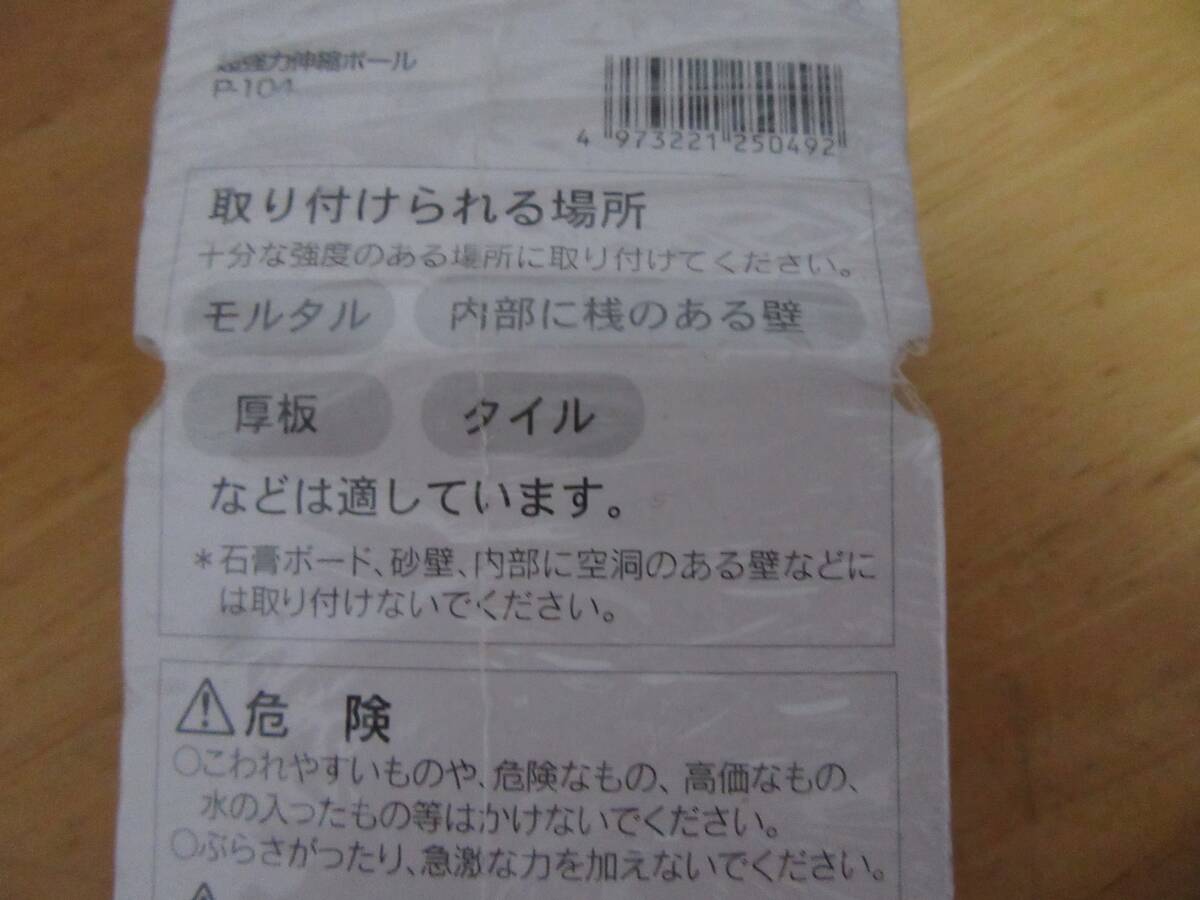 超強力伸縮ポール
P-101
4 973221 250492
取り付けられる場所
十分な強度のある場所に取り付けてください。
モルタル 内部に桟のある壁
厚板 タイル
などは適しています。
*石膏ボード、砂壁、内部に空洞のある壁などに
は取り付けないでください。
⚠危 険
○こわれやすいものや、危険なもの、高価なもの、
水の入ったもの等はかけないでください。
○ぶらさがったり、急激な力を加えないでください。